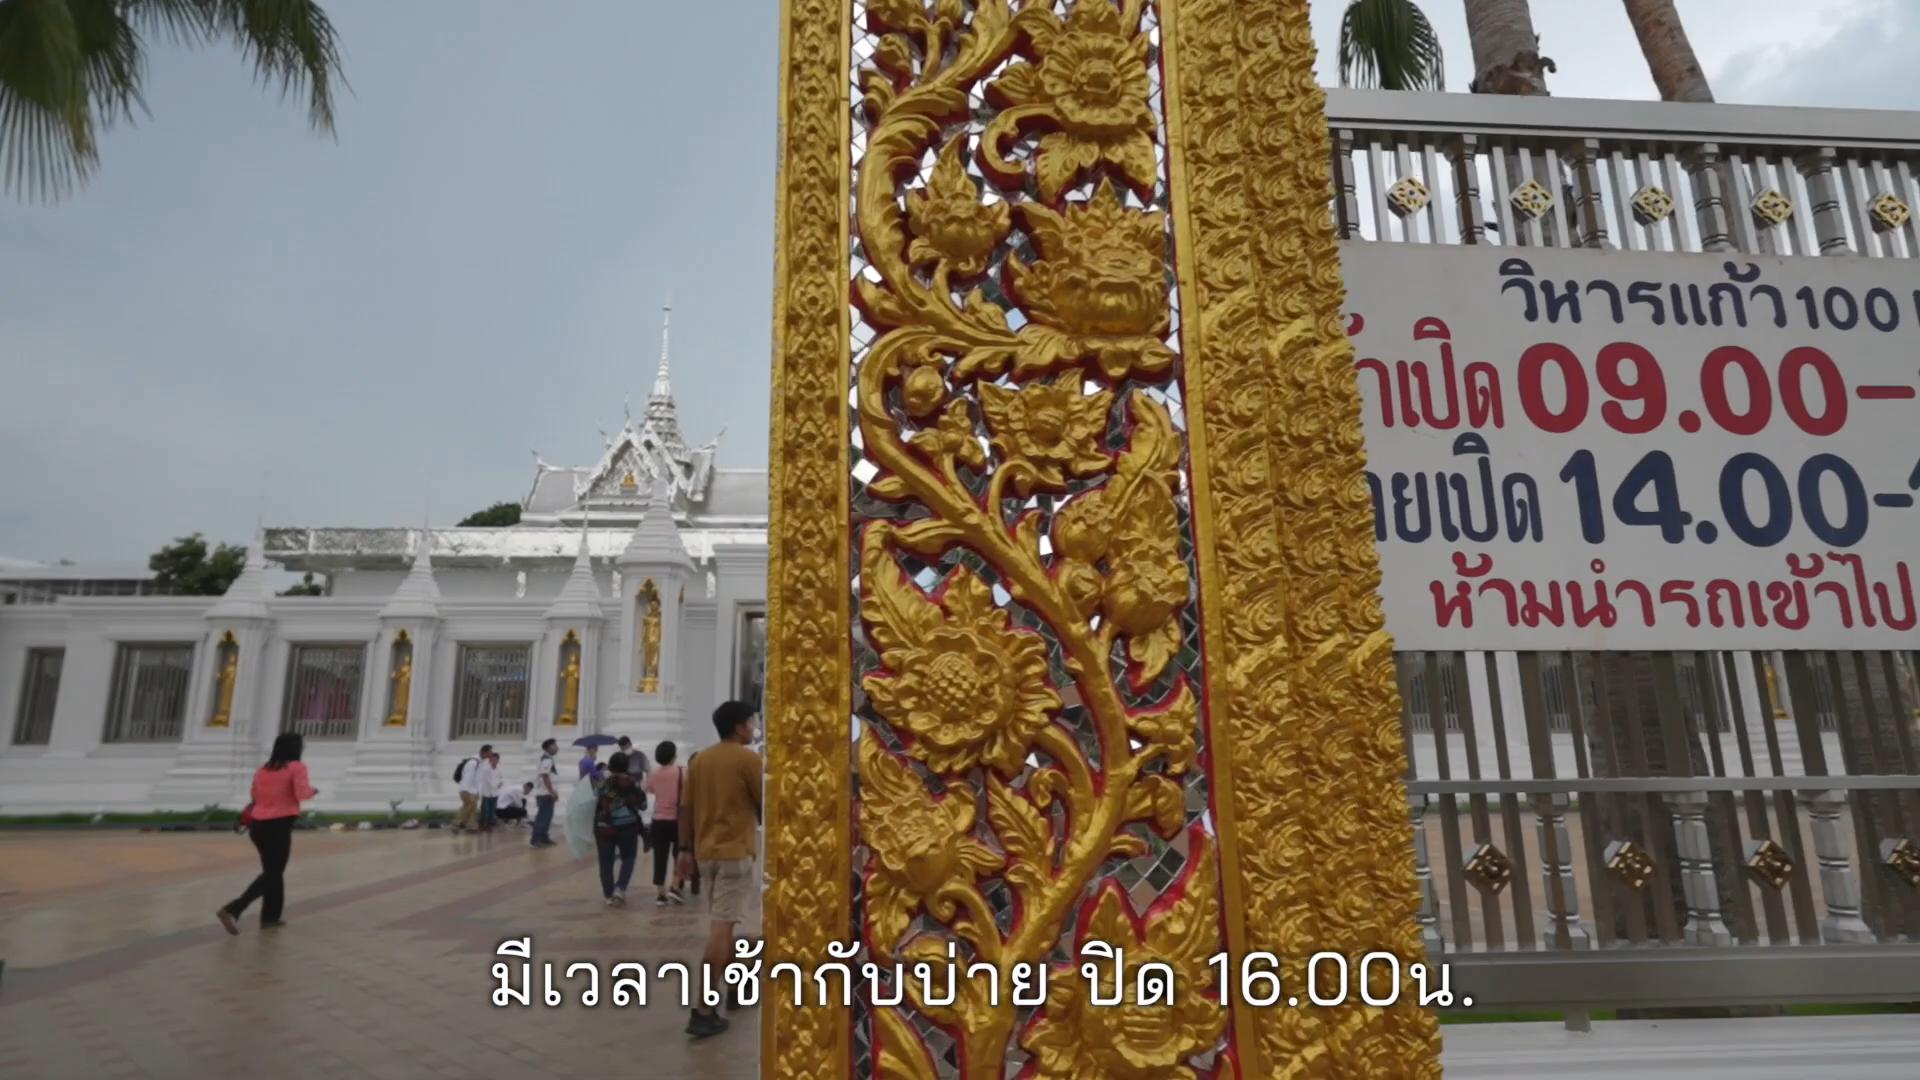 วิหารแก้ว 100
เปิด 09.00-
เปิด 14.00-
ห้ามนำรถเข้าไป
มีเวลาเช้ากับบ่าย ปิด 16.00น.